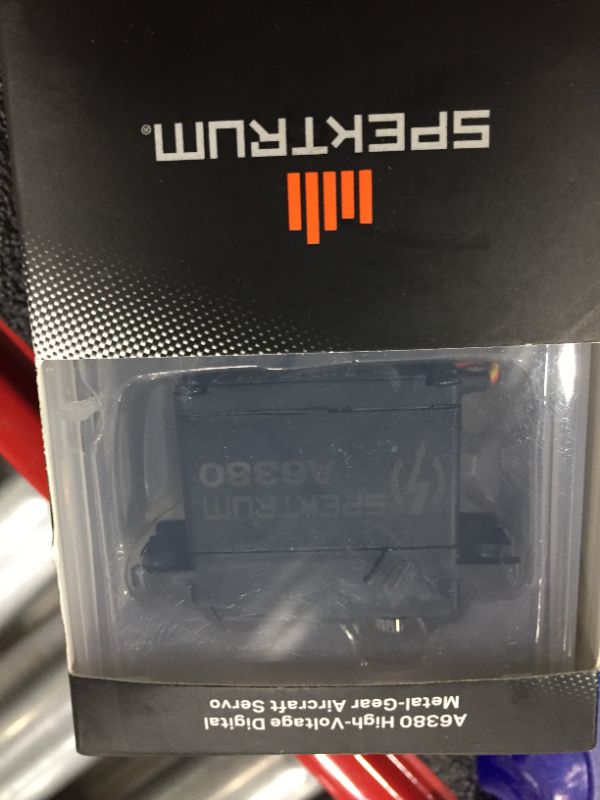 A6380 High-Voltage Digital
Metal-Gear Aircraft Servo
SPEKTRUM
A6380
SPEKTRUM®